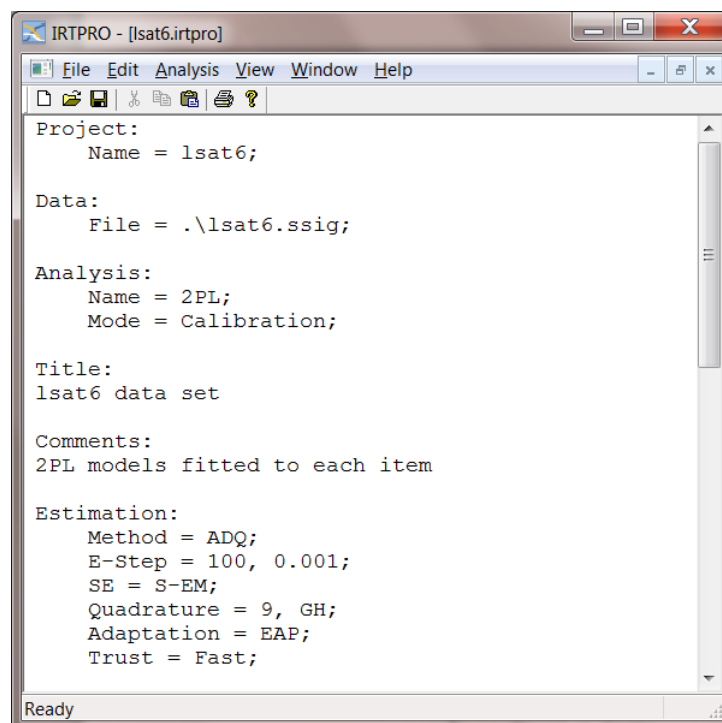 IRTPRO - [lsat6.irtpro]
File Edit Analysis View Window Help
Project:
Name = lsat6;
Data:
File = .\lsat6.ssig;
Analysis:
Name = 2PL;
Mode = Calibration;
Title:
lsat6 data set
Comments:
2PL models fitted to each item
Estimation:
Method = ADQ;
E-Step = 100, 0.001;
SE = S-EM;
Quadrature = 9, GH;
Adaptation = EAP;
Trust = Fast;
Ready